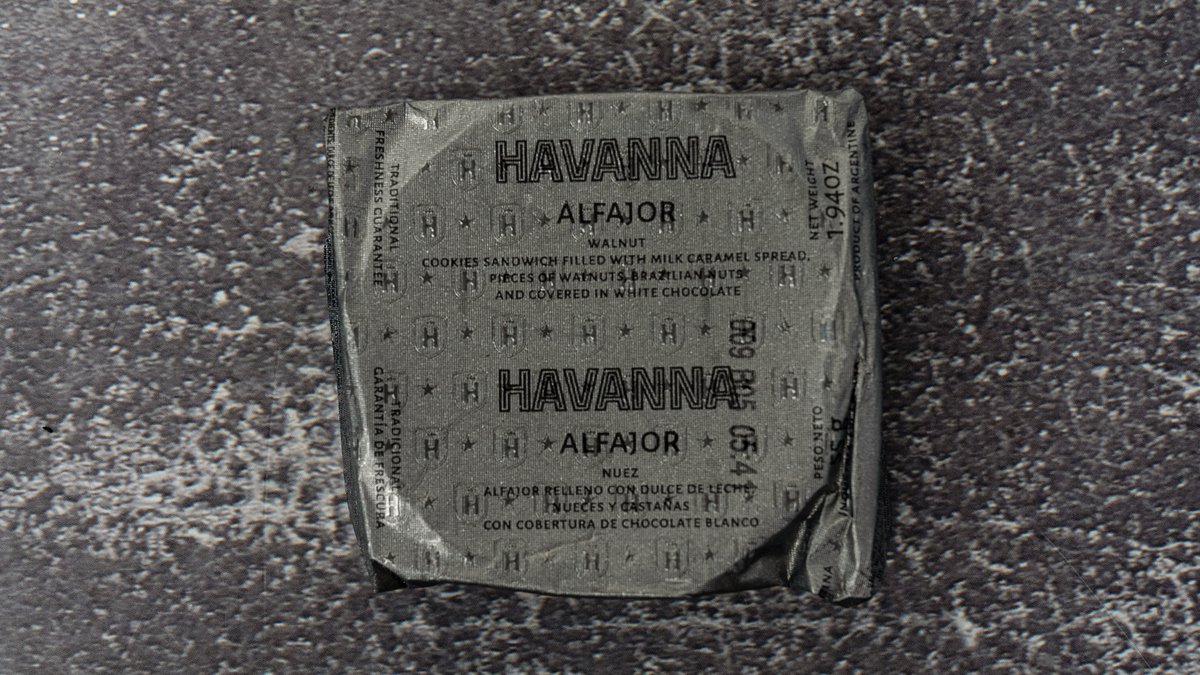 HAVANNA
ALFAJOR
WALNUT
COOKIES SANDWICH FILLED WITH MILK CARAMEL SPREAD,
PIECES OF WALNUTS, BRAZILIAN NUTS
AND COVERED IN WHITE CHOCOLATE
HAVANNA
ALFAJOR
NUEZ
ALFAJOR RELLENO CON DULCE DE LECHE,
NUECES Y CASTAÑAS
CON COBERTURA DE CHOCOLATE BLANCO
TRADITIONAL
FRESHNESS GUARANTEE
TRADICIONAL
GARANTÍA DE FRESCURA
NET WEIGHT
1.94OZ
PRODUCT OF ARGENTINE
PESO NETO